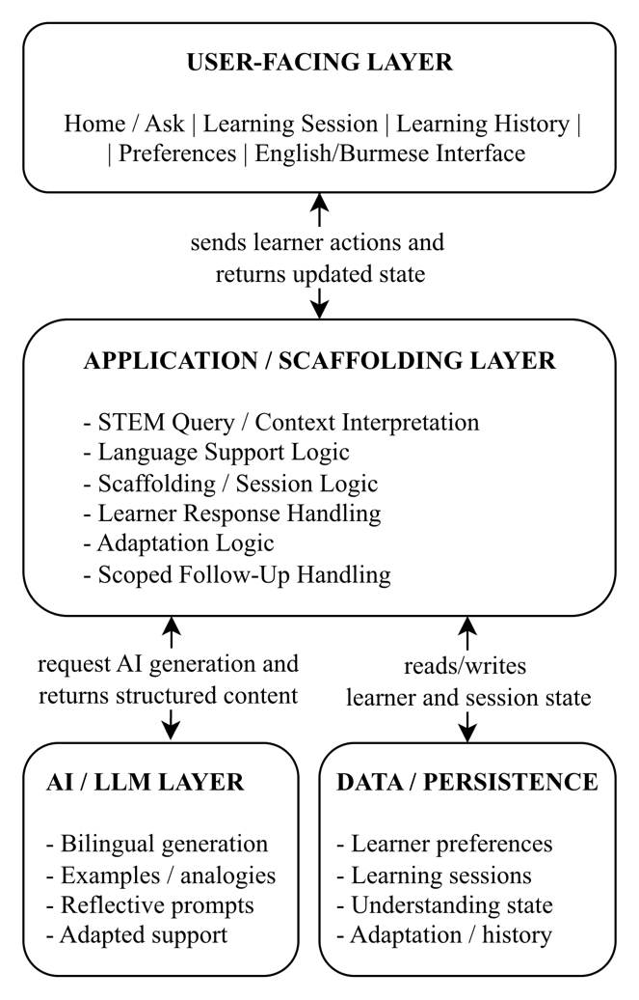 USER-FACING LAYER
Home / Ask | Learning Session | Learning History |
| Preferences | English/Burmese Interface
sends learner actions and
returns updated state
APPLICATION / SCAFFOLDING LAYER
- STEM Query / Context Interpretation
- Language Support Logic
- Scaffolding / Session Logic
- Learner Response Handling
- Adaptation Logic
- Scoped Follow-Up Handling
request AI generation and
returns structured content
reads/writes
learner and session state
AI / LLM LAYER
- Bilingual generation
- Examples / analogies
- Reflective prompts
- Adapted support
DATA / PERSISTENCE
- Learner preferences
- Learning sessions
- Understanding state
- Adaptation / history